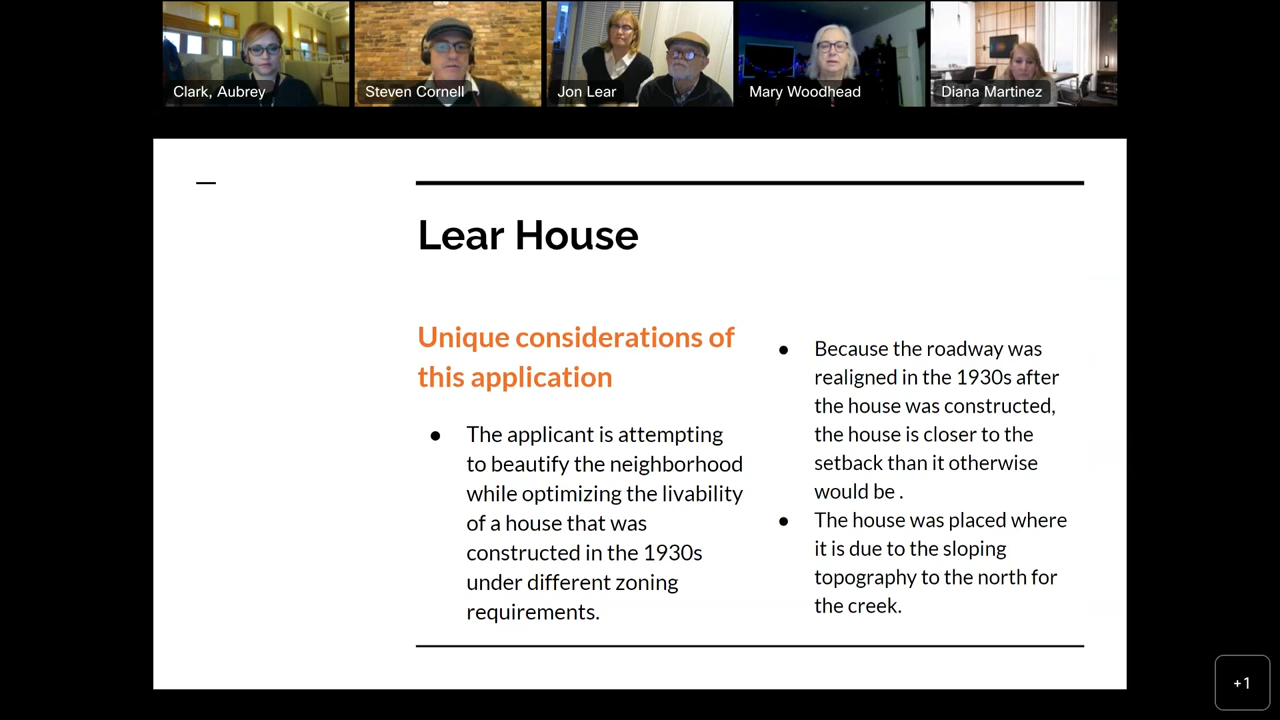 Clark, Aubrey
Steven Cornell
Jon Lear
Mary Woodhead
Diana Martinez
Lear House
Unique considerations of
this application
● The applicant is attempting
to beautify the neighborhood
while optimizing the livability
of a house that was
constructed in the 1930s
under different zoning
requirements.
● Because the roadway was
realigned in the 1930s after
the house was constructed,
the house is closer to the
setback than it otherwise
would be .
● The house was placed where
it is due to the sloping
topography to the north for
the creek.
+1